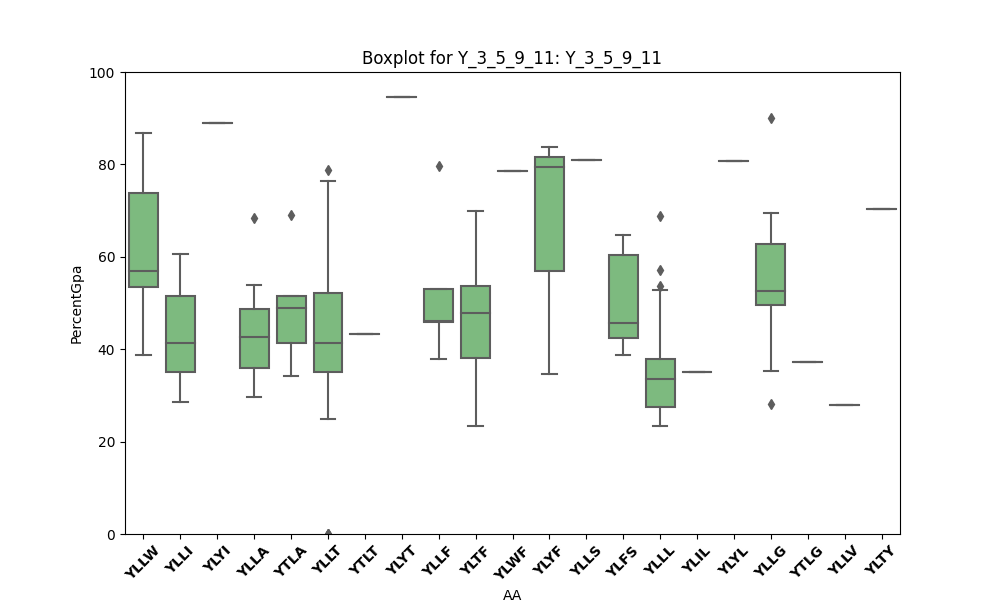 Boxplot for Y_3_5_9_11: Y_3_5_9_11
100
80
60
40
20
0
PercentGpa
YLLW YLLI YLYI YLLA YTLA YLLT YTLT YLYT YLLF YLTF YLWF YLYF YLLS YLFS YLLL YLIL YLYL YLLG YTLG YLLV YLTY
AA